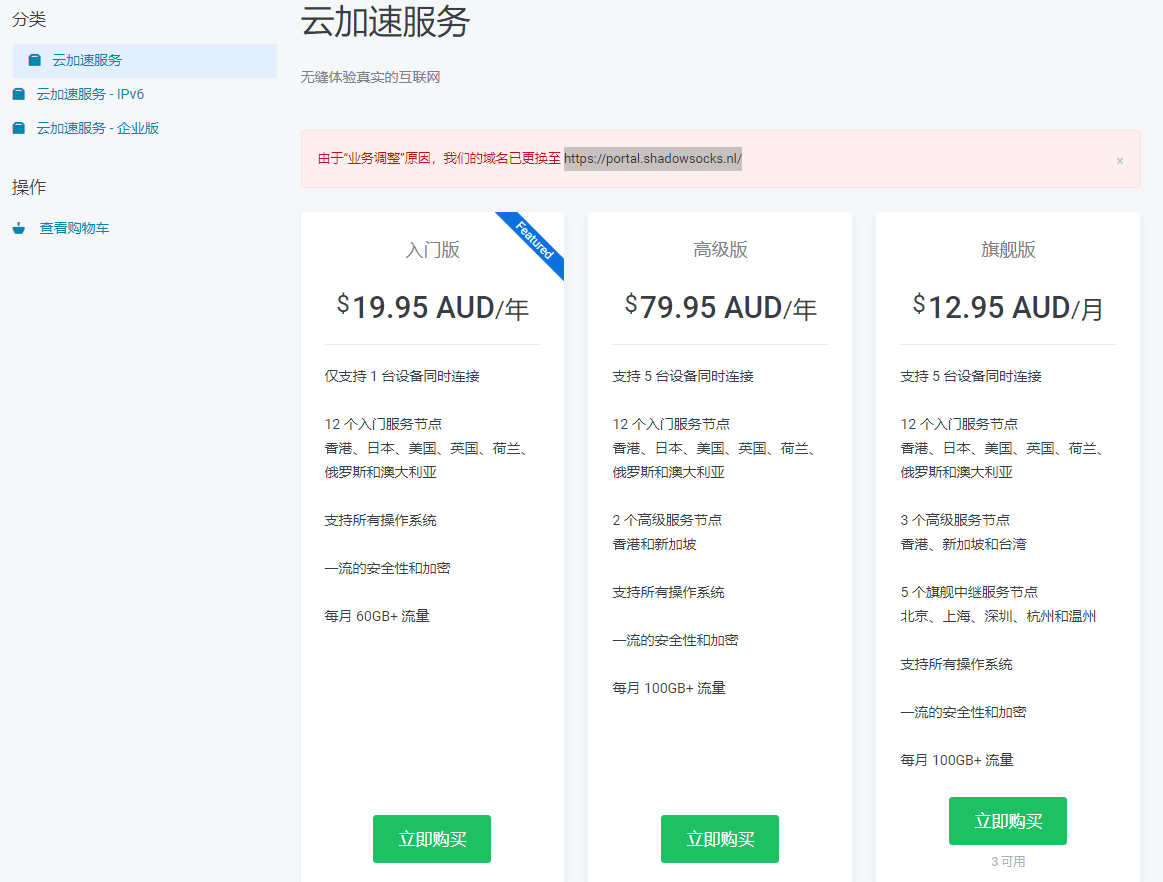 分类
云加速服务
云加速服务 - IPv6
云加速服务 - 企业版
操作
查看购物车
云加速服务
无缝体验真实的互联网
由于“业务调整”原因，我们的域名已更换至 https://portal.shadowsocks.nl/
×
Featured
入门版
$19.95 AUD/年
仅支持 1 台设备同时连接
12 个入门服务节点
香港、日本、美国、英国、荷兰、
俄罗斯和澳大利亚
支持所有操作系统
一流的安全性和加密
每月 60GB+ 流量
立即购买
高级版
$79.95 AUD/年
支持 5 台设备同时连接
12 个入门服务节点
香港、日本、美国、英国、荷兰、
俄罗斯和澳大利亚
2 个高级服务节点
香港和新加坡
支持所有操作系统
一流的安全性和加密
每月 100GB+ 流量
立即购买
旗舰版
$12.95 AUD/月
支持 5 台设备同时连接
12 个入门服务节点
香港、日本、美国、英国、荷兰、
俄罗斯和澳大利亚
3 个高级服务节点
香港、新加坡和台湾
5 个旗舰中继服务节点
北京、上海、深圳、杭州和温州
支持所有操作系统
一流的安全性和加密
每月 100GB+ 流量
立即购买
3 可用